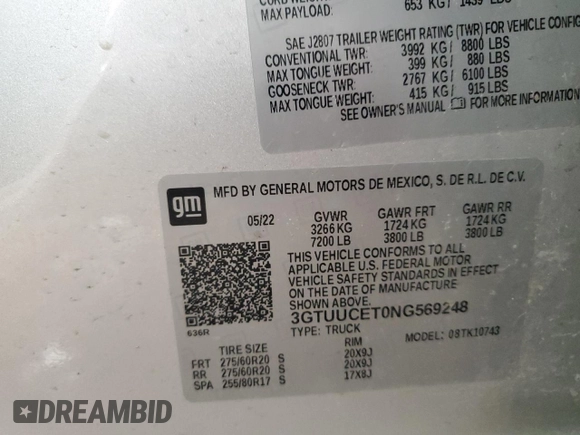 MAX PAYLOAD: 653 KG/ 1439 LBS
SAE J2807 TRAILER WEIGHT RATING (TWR) FOR VEHICLE CONFIG
CONVENTIONAL TWR: 3992 KG/ 8800 LBS
MAX TONGUE WEIGHT: 399 KG/ 880 LBS
GOOSENECK TWR: 2767 KG/ 6100 LBS
MAX TONGUE WEIGHT: 415 KG/ 915 LBS
SEE OWNER'S MANUAL FOR MORE INFORMATION
gm
MFD BY GENERAL MOTORS DE MEXICO, S. DE R.L. DE C.V.
05/22 GVWR GAWR FRT GAWR RR
3266 KG 1724 KG 1724 KG
7200 LB 3800 LB 3800 LB
THIS VEHICLE CONFORMS TO ALL
APPLICABLE U.S. FEDERAL MOTOR
VEHICLE SAFETY STANDARDS IN EFFECT
ON THE DATE OF MANUFACTURE
SHOWN ABOVE.
3GTUUCET0NG569248
636R
TYPE: TRUCK MODEL: 0STK10743
TIRE SIZE RIM
FRT 275/60R20 S 20X9J
RR 275/60R20 S 20X9J
SPA 255/80R17 S 17X8J
DREAMBID